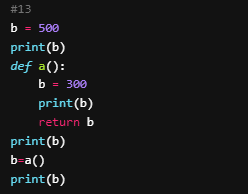 #13
b = 500
print(b)
def a():
    b = 300
    print(b)
    return b
print(b)
b=a()
print(b)